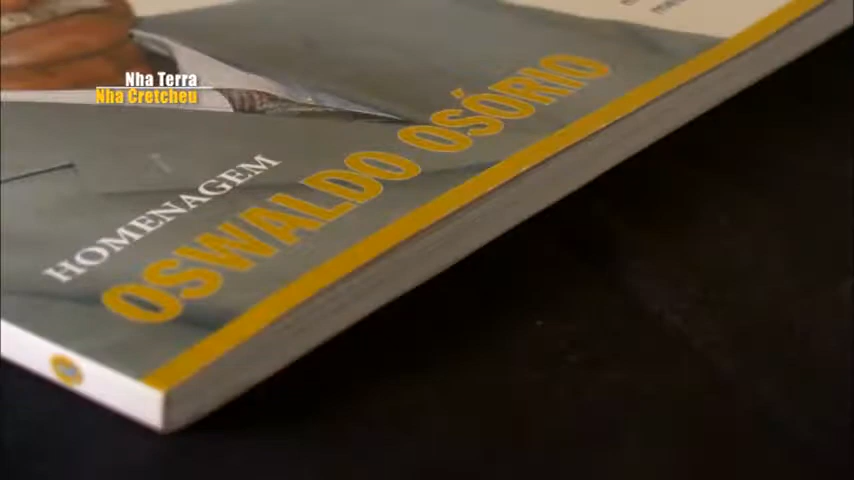 Nha Terra
Nha Cretcheu
HOMENAGEM
OSWALDO OSÓRIO